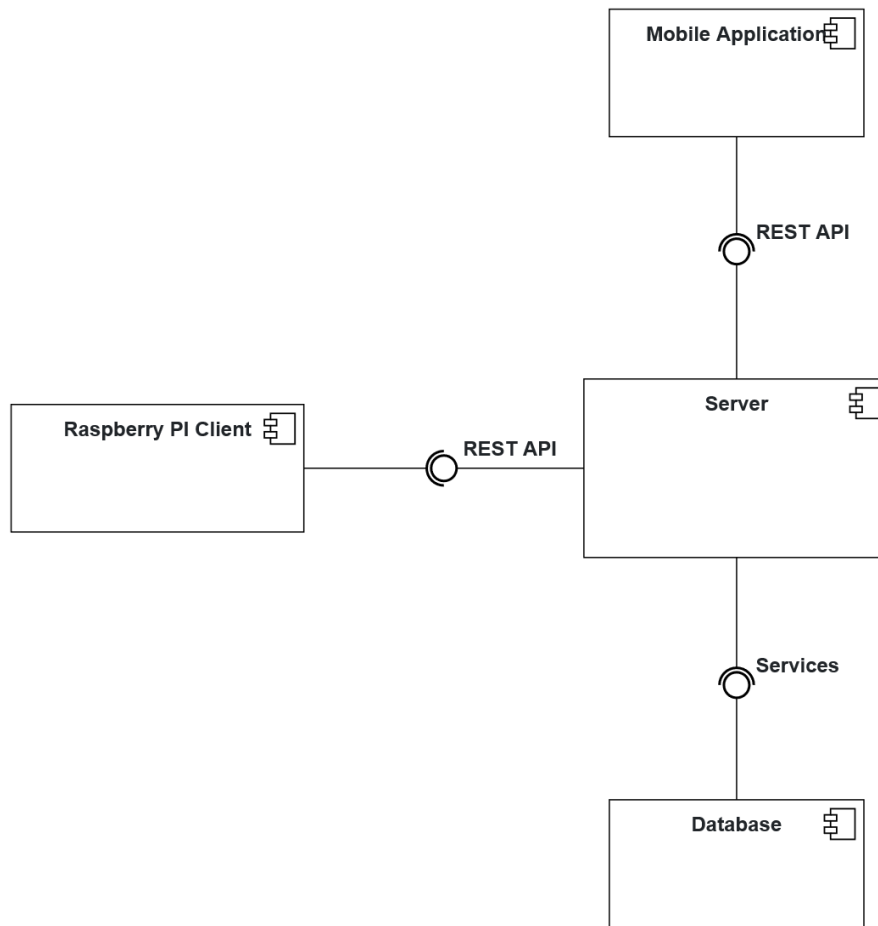 Mobile Application
REST API
Server
Raspberry PI Client
REST API
Services
Database